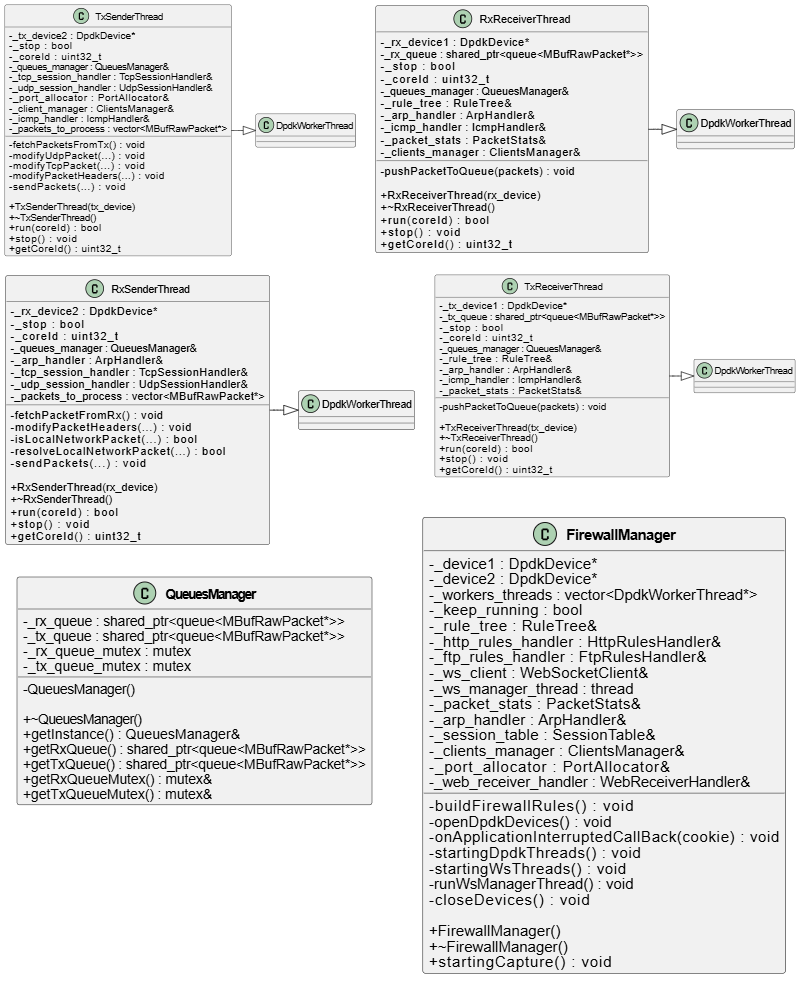 C TxSenderThread
-_tx_device2 : DpdkDevice*
-_stop : bool
-_coreId : uint32_t
-_queues_manager : QueuesManager&
-_tcp_session_handler : TcpSessionHandler&
-_udp_session_handler : UdpSessionHandler&
-_port_allocator : PortAllocator&
-_client_manager : ClientsManager&
-_icmp_handler : IcmpHandler&
-_packets_to_process : vector<MBufRawPacket*>
-fetchPacketsFromTx() : void
-modifyUdpPacket(...) : void
-modifyTcpPacket(...) : void
-modifyPacketHeaders(...) : void
-sendPackets(...) : void
+TxSenderThread(tx_device)
+~TxSenderThread()
+run(coreId) : bool
+stop() : void
+getCoreId() : uint32_t
C DpdkWorkerThread
C RxReceiverThread
-_rx_device1 : DpdkDevice*
-_rx_queue : shared_ptr<queue<MBufRawPacket*>>
-_stop : bool
-_coreId : uint32_t
-_queues_manager : QueuesManager&
-_rule_tree : RuleTree&
-_arp_handler : ArpHandler&
-_icmp_handler : IcmpHandler&
-_packet_stats : PacketStats&
-_clients_manager : ClientsManager&
-pushPacketToQueue(packets) : void
+RxReceiverThread(rx_device)
+~RxReceiverThread()
+run(coreId) : bool
+stop() : void
+getCoreId() : uint32_t
C DpdkWorkerThread
C RxSenderThread
-_rx_device2 : DpdkDevice*
-_stop : bool
-_coreId : uint32_t
-_queues_manager : QueuesManager&
-_arp_handler : ArpHandler&
-_tcp_session_handler : TcpSessionHandler&
-_udp_session_handler : UdpSessionHandler&
-_packets_to_process : vector<MBufRawPacket*>
-fetchPacketFromRx() : void
-modifyPacketHeaders(...) : void
-isLocalNetworkPacket(...) : bool
-resolveLocalNetworkPacket(...) : bool
-sendPackets(...) : void
+RxSenderThread(rx_device)
+~RxSenderThread()
+run(coreId) : bool
+stop() : void
+getCoreId() : uint32_t
C DpdkWorkerThread
C TxReceiverThread
-_tx_device1 : DpdkDevice*
-_tx_queue : shared_ptr<queue<MBufRawPacket*>>
-_stop : bool
-_coreId : uint32_t
-_queues_manager : QueuesManager&
-_rule_tree : RuleTree&
-_arp_handler : ArpHandler&
-_icmp_handler : IcmpHandler&
-_packet_stats : PacketStats&
-pushPacketToQueue(packets) : void
+TxReceiverThread(tx_device)
+~TxReceiverThread()
+run(coreId) : bool
+stop() : void
+getCoreId() : uint32_t
C DpdkWorkerThread
C QueuesManager
-_rx_queue : shared_ptr<queue<MBufRawPacket*>>
-_tx_queue : shared_ptr<queue<MBufRawPacket*>>
-_rx_queue_mutex : mutex
-_tx_queue_mutex : mutex
-QueuesManager()
+~QueuesManager()
+getInstance() : QueuesManager&
+getRxQueue() : shared_ptr<queue<MBufRawPacket*>>
+getTxQueue() : shared_ptr<queue<MBufRawPacket*>>
+getRxQueueMutex() : mutex&
+getTxQueueMutex() : mutex&
C FirewallManager
-_device1 : DpdkDevice*
-_device2 : DpdkDevice*
-_workers_threads : vector<DpdkWorkerThread*>
-_keep_running : bool
-_rule_tree : RuleTree&
-_http_rules_handler : HttpRulesHandler&
-_ftp_rules_handler : FtpRulesHandler&
-_ws_client : WebSocketClient&
-_ws_manager_thread : thread
-_packet_stats : PacketStats&
-_arp_handler : ArpHandler&
-_session_table : SessionTable&
-_clients_manager : ClientsManager&
-_port_allocator : PortAllocator&
-_web_receiver_handler : WebReceiverHandler&
-buildFirewallRules() : void
-openDpdkDevices() : void
-onApplicationInterruptedCallBack(cookie) : void
-startingDpdkThreads() : void
-startingWsThreads() : void
-runWsManagerThread() : void
-closeDevices() : void
+FirewallManager()
+~FirewallManager()
+startingCapture() : void